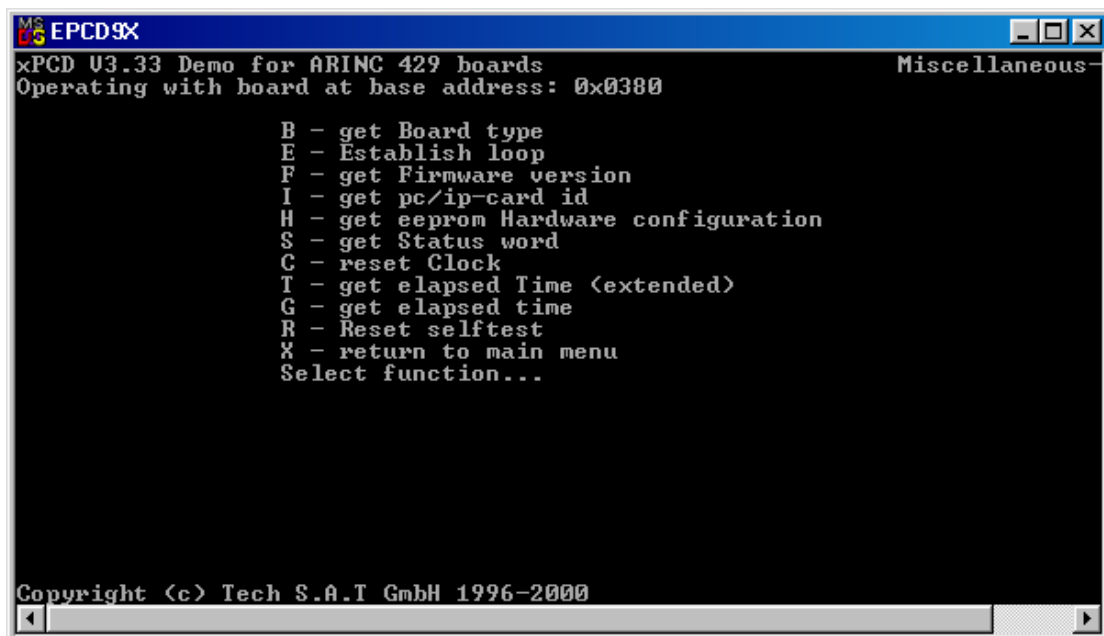 EPCD9X
xPCD V3.33 Demo for ARINC 429 boards Miscellaneous-
Operating with board at base address: 0x0380
B - get Board type
E - Establish loop
F - get Firmware version
I - get pc/ip-card id
H - get eeprom Hardware configuration
S - get Status word
C - reset Clock
T - get elapsed Time (extended)
G - get elapsed time
R - Reset selftest
X - return to main menu
Select function...
Copyright (c) Tech S.A.T GmbH 1996-2000